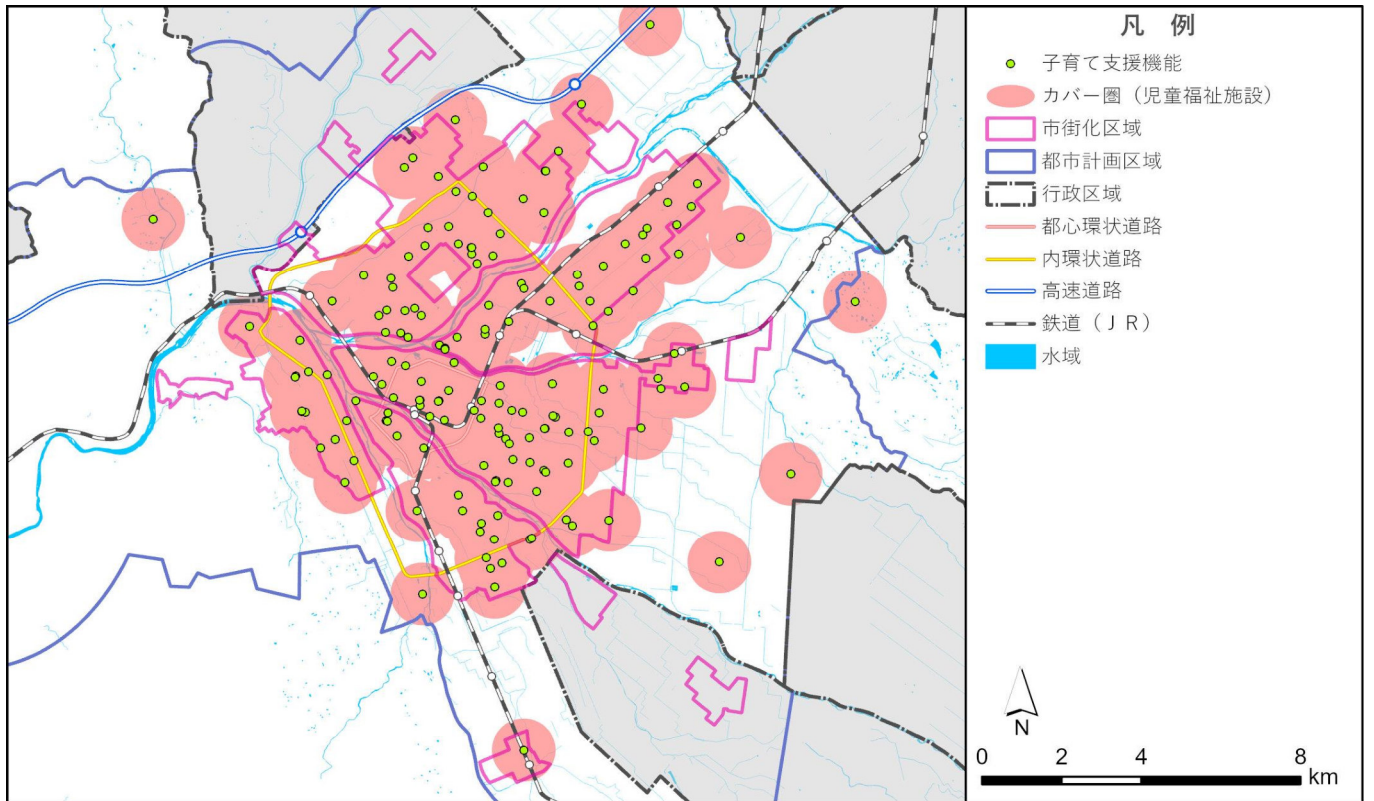 凡 例
子育て支援機能
カバー圏（児童福祉施設）
市街化区域
都市計画区域
行政区域
都心環状道路
内環状道路
高速道路
鉄道（ＪＲ）
水域
N
0 2 4 8
km